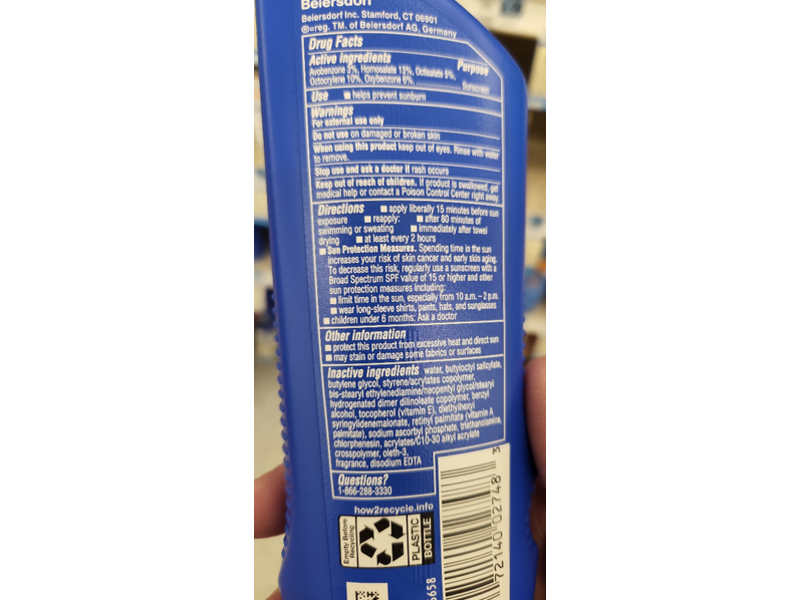 Beiersdorf
Beiersdorf Inc. Stamford, CT 06901
®=reg. TM. of Beiersdorf AG, Germany
Drug Facts
Active ingredients Purpose
Avobenzone 3%, Homosalate 13%, Octisalate 5%,
Octocrylene 10%, Oxybenzone 6%. Sunscreen
Use ■ helps prevent sunburn
Warnings
For external use only
Do not use on damaged or broken skin
When using this product keep out of eyes. Rinse with water
to remove.
Stop use and ask a doctor if rash occurs
Keep out of reach of children. If product is swallowed, get
medical help or contact a Poison Control Center right away.
Directions ■ apply liberally 15 minutes before sun
exposure ■ reapply: ■ after 80 minutes of
swimming or sweating ■ immediately after towel
drying ■ at least every 2 hours
■ Sun Protection Measures. Spending time in the sun
increases your risk of skin cancer and early skin aging.
To decrease this risk, regularly use a sunscreen with a
Broad Spectrum SPF value of 15 or higher and other
sun protection measures including:
■ limit time in the sun, especially from 10 a.m. – 2 p.m.
■ wear long-sleeve shirts, pants, hats, and sunglasses
■ children under 6 months: Ask a doctor
Other information
■ protect this product from excessive heat and direct sun
■ may stain or damage some fabrics or surfaces
Inactive ingredients water, butyloctyl salicylate,
butylene glycol, styrene/acrylates copolymer,
bis-stearyl ethylenediamine/neopentyl glycol/stearyl
hydrogenated dimer dilinoleate copolymer, benzyl
alcohol, tocopherol (vitamin E), diethylhexyl
syringylidenemalonate, retinyl palmitate (vitamin A
palmitate), sodium ascorbyl phosphate, triethanolamine,
chlorphenesin, acrylates/C10-30 alkyl acrylate
crosspolymer, oleth-3,
fragrance, disodium EDTA
Questions?
1-866-288-3330
how2recycle.info
Empty Before
Recycling
PLASTIC
BOTTLE
72140 02748 3